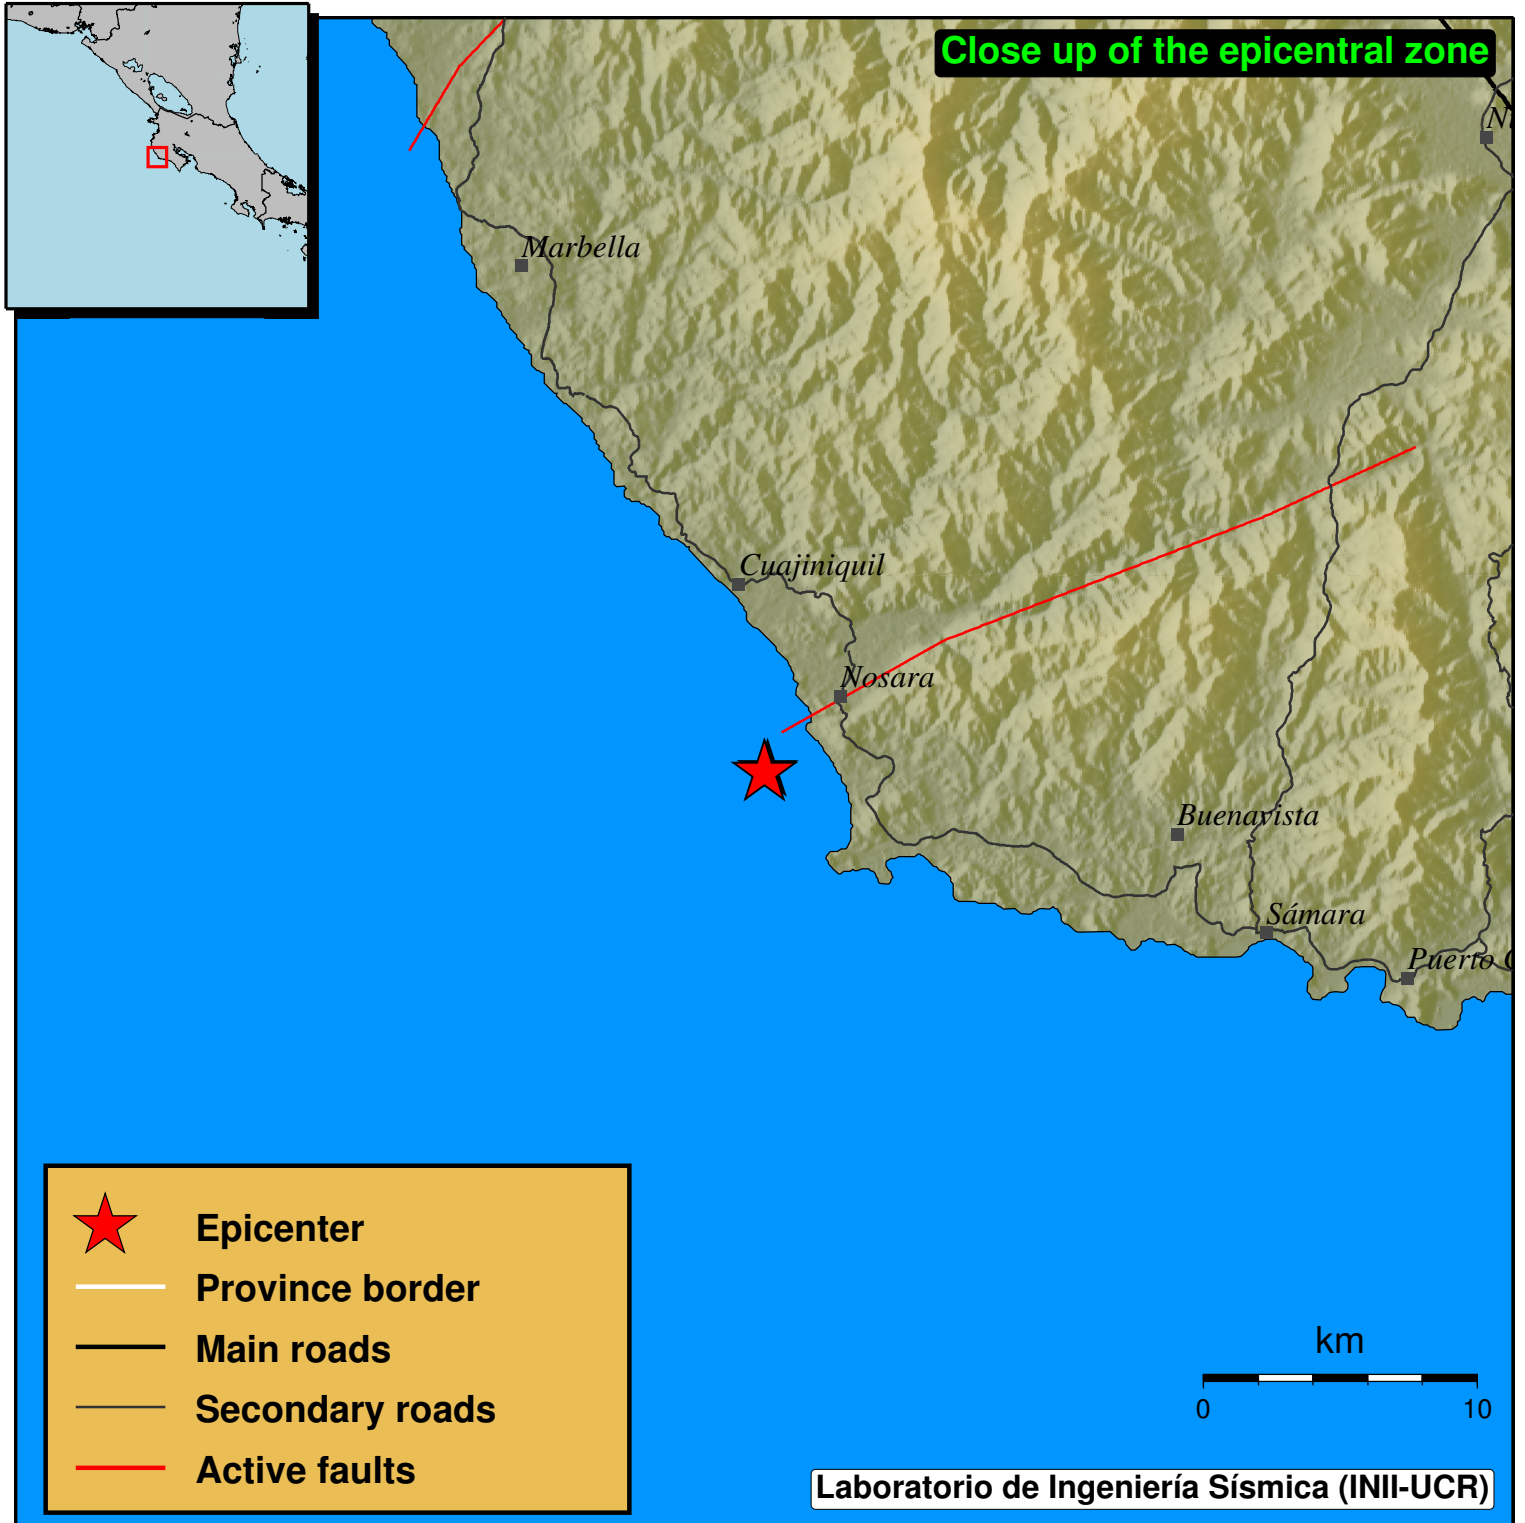 Close up of the epicentral zone
Marbella
Cuajiniquil
Nosara
Buenavista
Sámara
Puerto
Epicenter
Province border
Main roads
Secondary roads
Active faults
km
0 10
Laboratorio de Ingeniería Sísmica (INII-UCR)